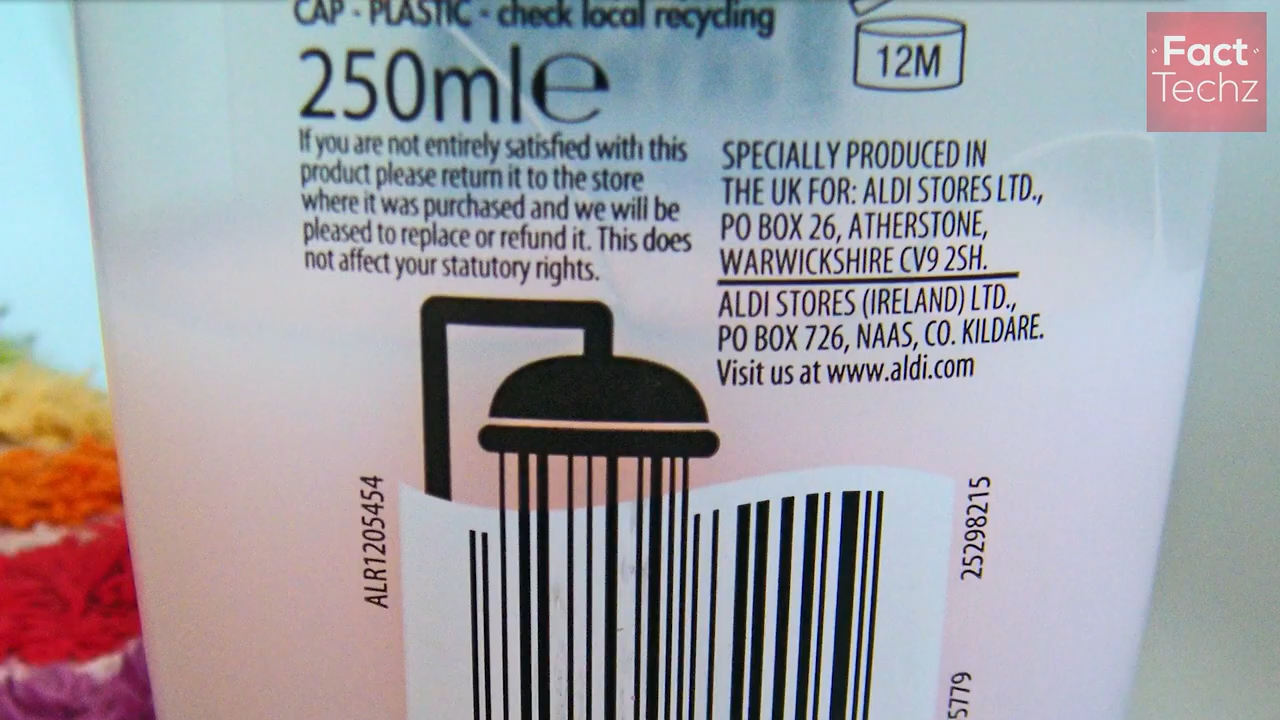 CAP - PLASTIC - check local recycling
250ml℮
If you are not entirely satisfied with this
product please return it to the store
where it was purchased and we will be
pleased to replace or refund it. This does
not affect your statutory rights.
12M
SPECIALLY PRODUCED IN
THE UK FOR: ALDI STORES LTD.,
PO BOX 26, ATHERSTONE,
WARWICKSHIRE CV9 2SH.
ALDI STORES (IRELAND) LTD.,
PO BOX 726, NAAS, CO. KILDARE.
Visit us at www.aldi.com
ALR1205454
25298215
5779
"Fact"
Techz